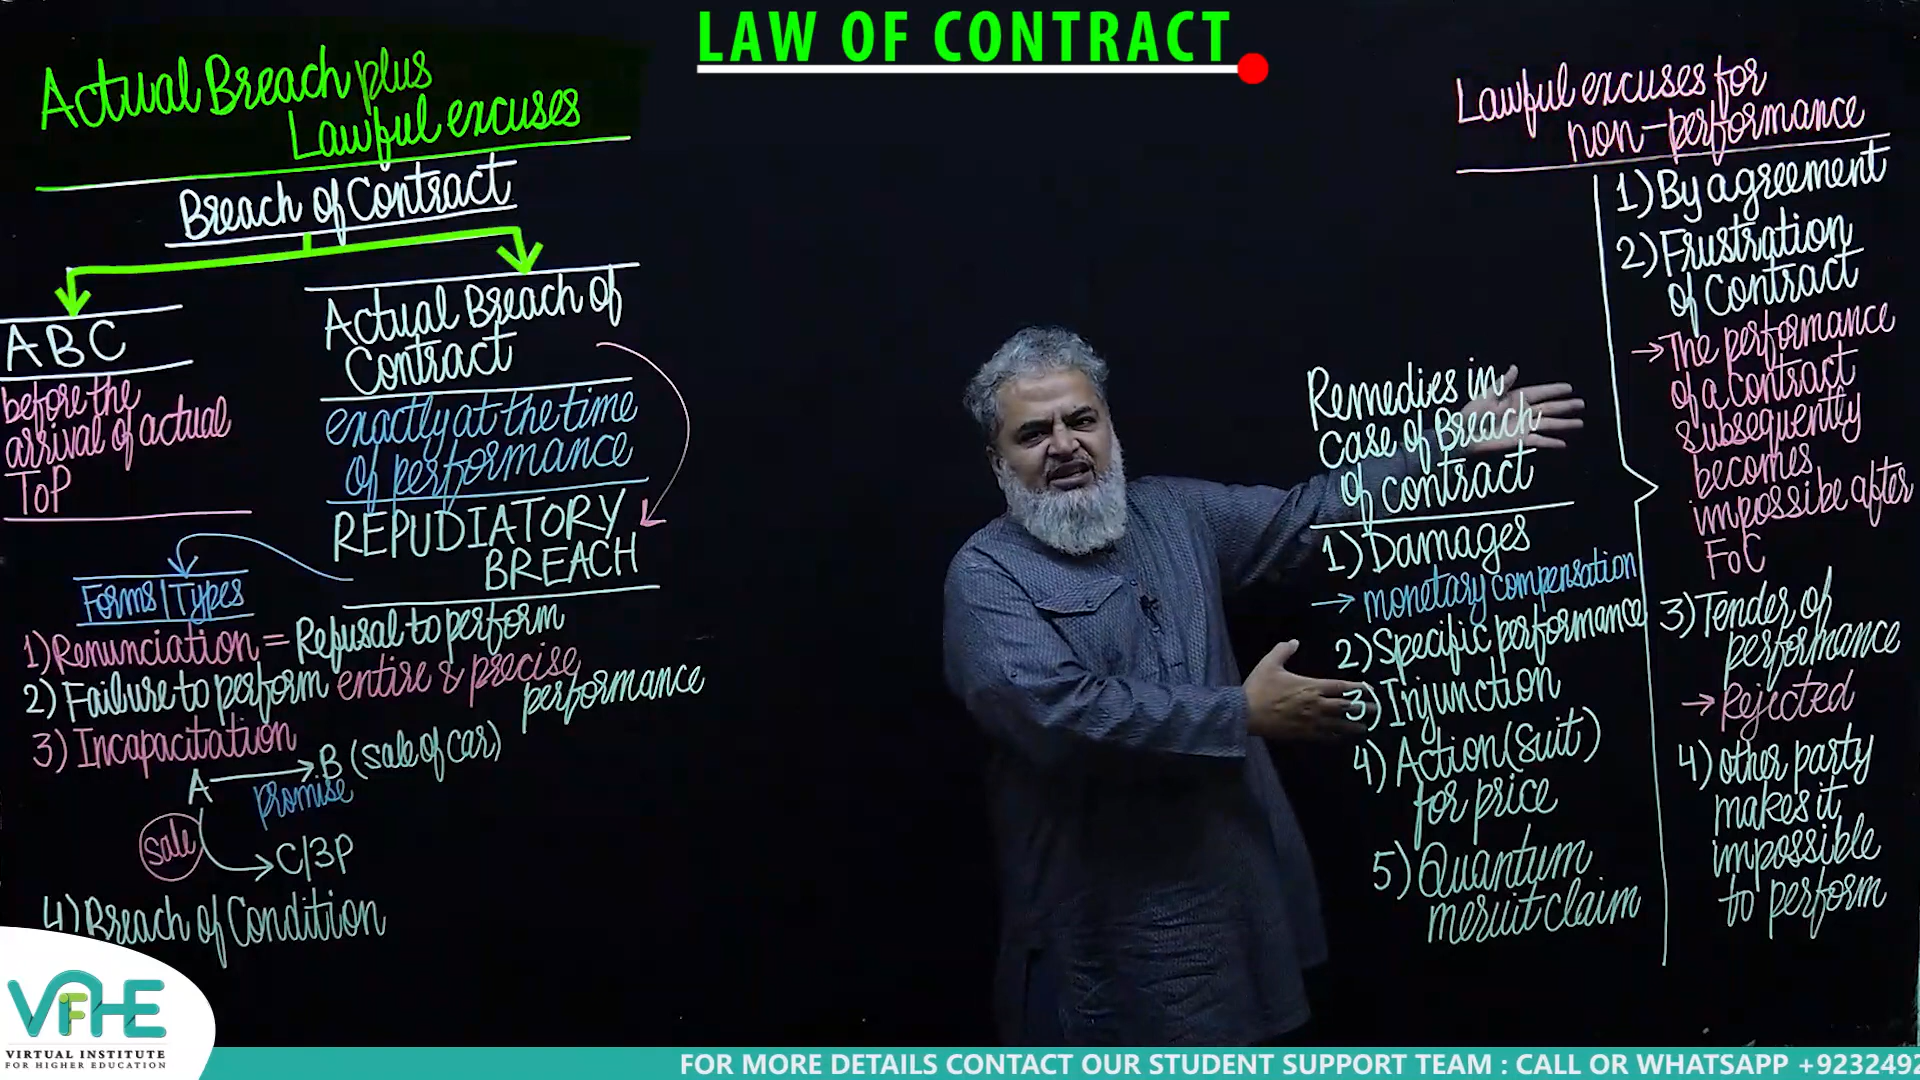 LAW OF CONTRACT
Actual Breach plus
Lawful excuses
Breach of Contract
A B C
before the
arrival of actual
ToP
Actual Breach of
Contract
exactly at the time
of performance
REPUDIATORY
BREACH
Forms/Types
1) Renunciation = Refusal to perform
2) Failure to perform entire & precise
performance
3) Incapacitation
A → B (sale of car)
promise
sale
C/3P
4) Breach of Condition
Remedies in
case of Breach
of contract
1) Damages
→ monetary compensation
2) Specific performance
3) Injunction
4) Action (suit)
for price
5) Quantum
meruit claim
Lawful excuses for
non-performance
1) By agreement
2) Frustration
of Contract
→ The performance
of a contract
subsequently
becomes
impossibe after
FoC
3) Tender of
performance
→ Rejected
4) other party
makes it
impossible
to perform
VIFHE
VIRTUAL INSTITUTE
FOR HIGHER EDUCATION
FOR MORE DETAILS CONTACT OUR STUDENT SUPPORT TEAM : CALL OR WHATSAPP +9232492